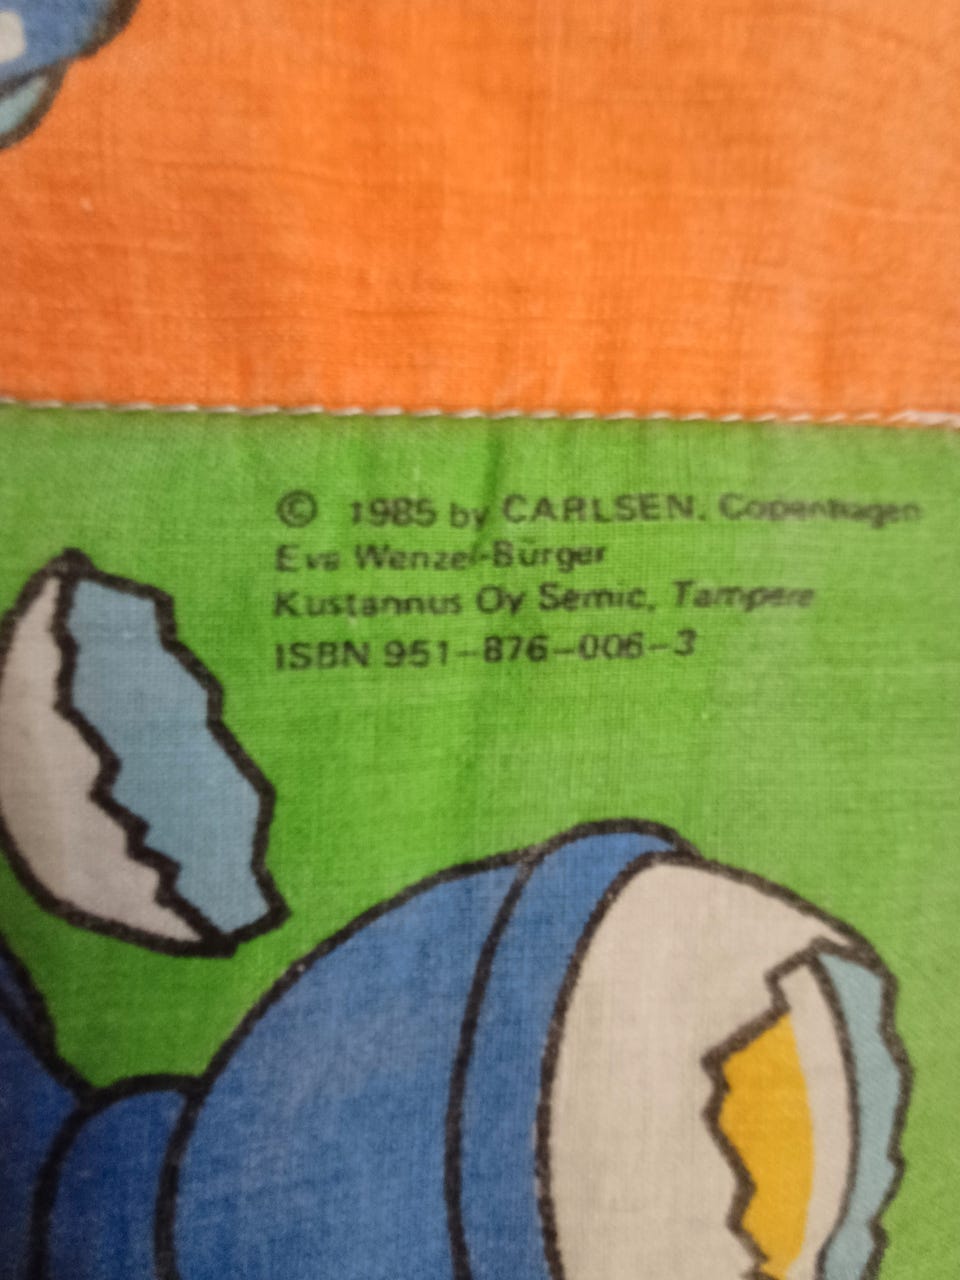 © 1985 by CARLSEN. Copenhagen
Eva Wenzel-Bürger
Kustannus Oy Semic, Tampere
ISBN 951-876-006-3